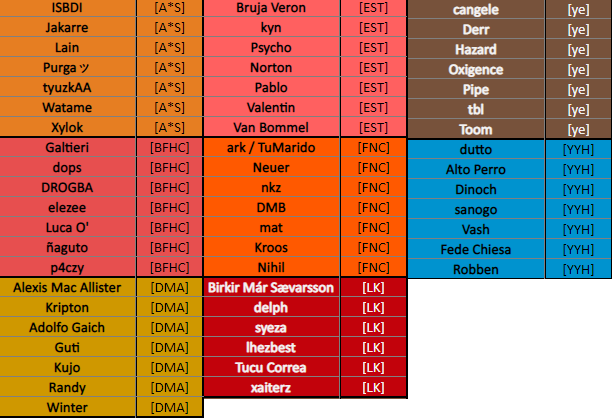 ISBDI [A*S]
Jakarre [A*S]
Lain [A*S]
Purga ッ [A*S]
tyuzkAA [A*S]
Watame [A*S]
Xylok [A*S]
Galtieri [BFHC]
dops [BFHC]
DROGBA [BFHC]
elezee [BFHC]
Luca O' [BFHC]
ñaguto [BFHC]
p4czy [BFHC]
Alexis Mac Allister [DMA]
Kripton [DMA]
Adolfo Gaich [DMA]
Guti [DMA]
Kujo [DMA]
Randy [DMA]
Winter [DMA]
Bruja Veron [EST]
kyn [EST]
Psycho [EST]
Norton [EST]
Pablo [EST]
Valentin [EST]
Van Bommel [EST]
ark / TuMarido [FNC]
Neuer [FNC]
nkz [FNC]
DMB [FNC]
mat [FNC]
Kroos [FNC]
Nihil [FNC]
Birkir Már Sævarsson [LK]
delph [LK]
syeza [LK]
lhezbest [LK]
Tucu Correa [LK]
xaiterz [LK]
cangele [ye]
Derr [ye]
Hazard [ye]
Oxigence [ye]
Pipe [ye]
tbl [ye]
Toom [ye]
dutto [YYH]
Alto Perro [YYH]
Dinoch [YYH]
sanogo [YYH]
Vash [YYH]
Fede Chiesa [YYH]
Robben [YYH]